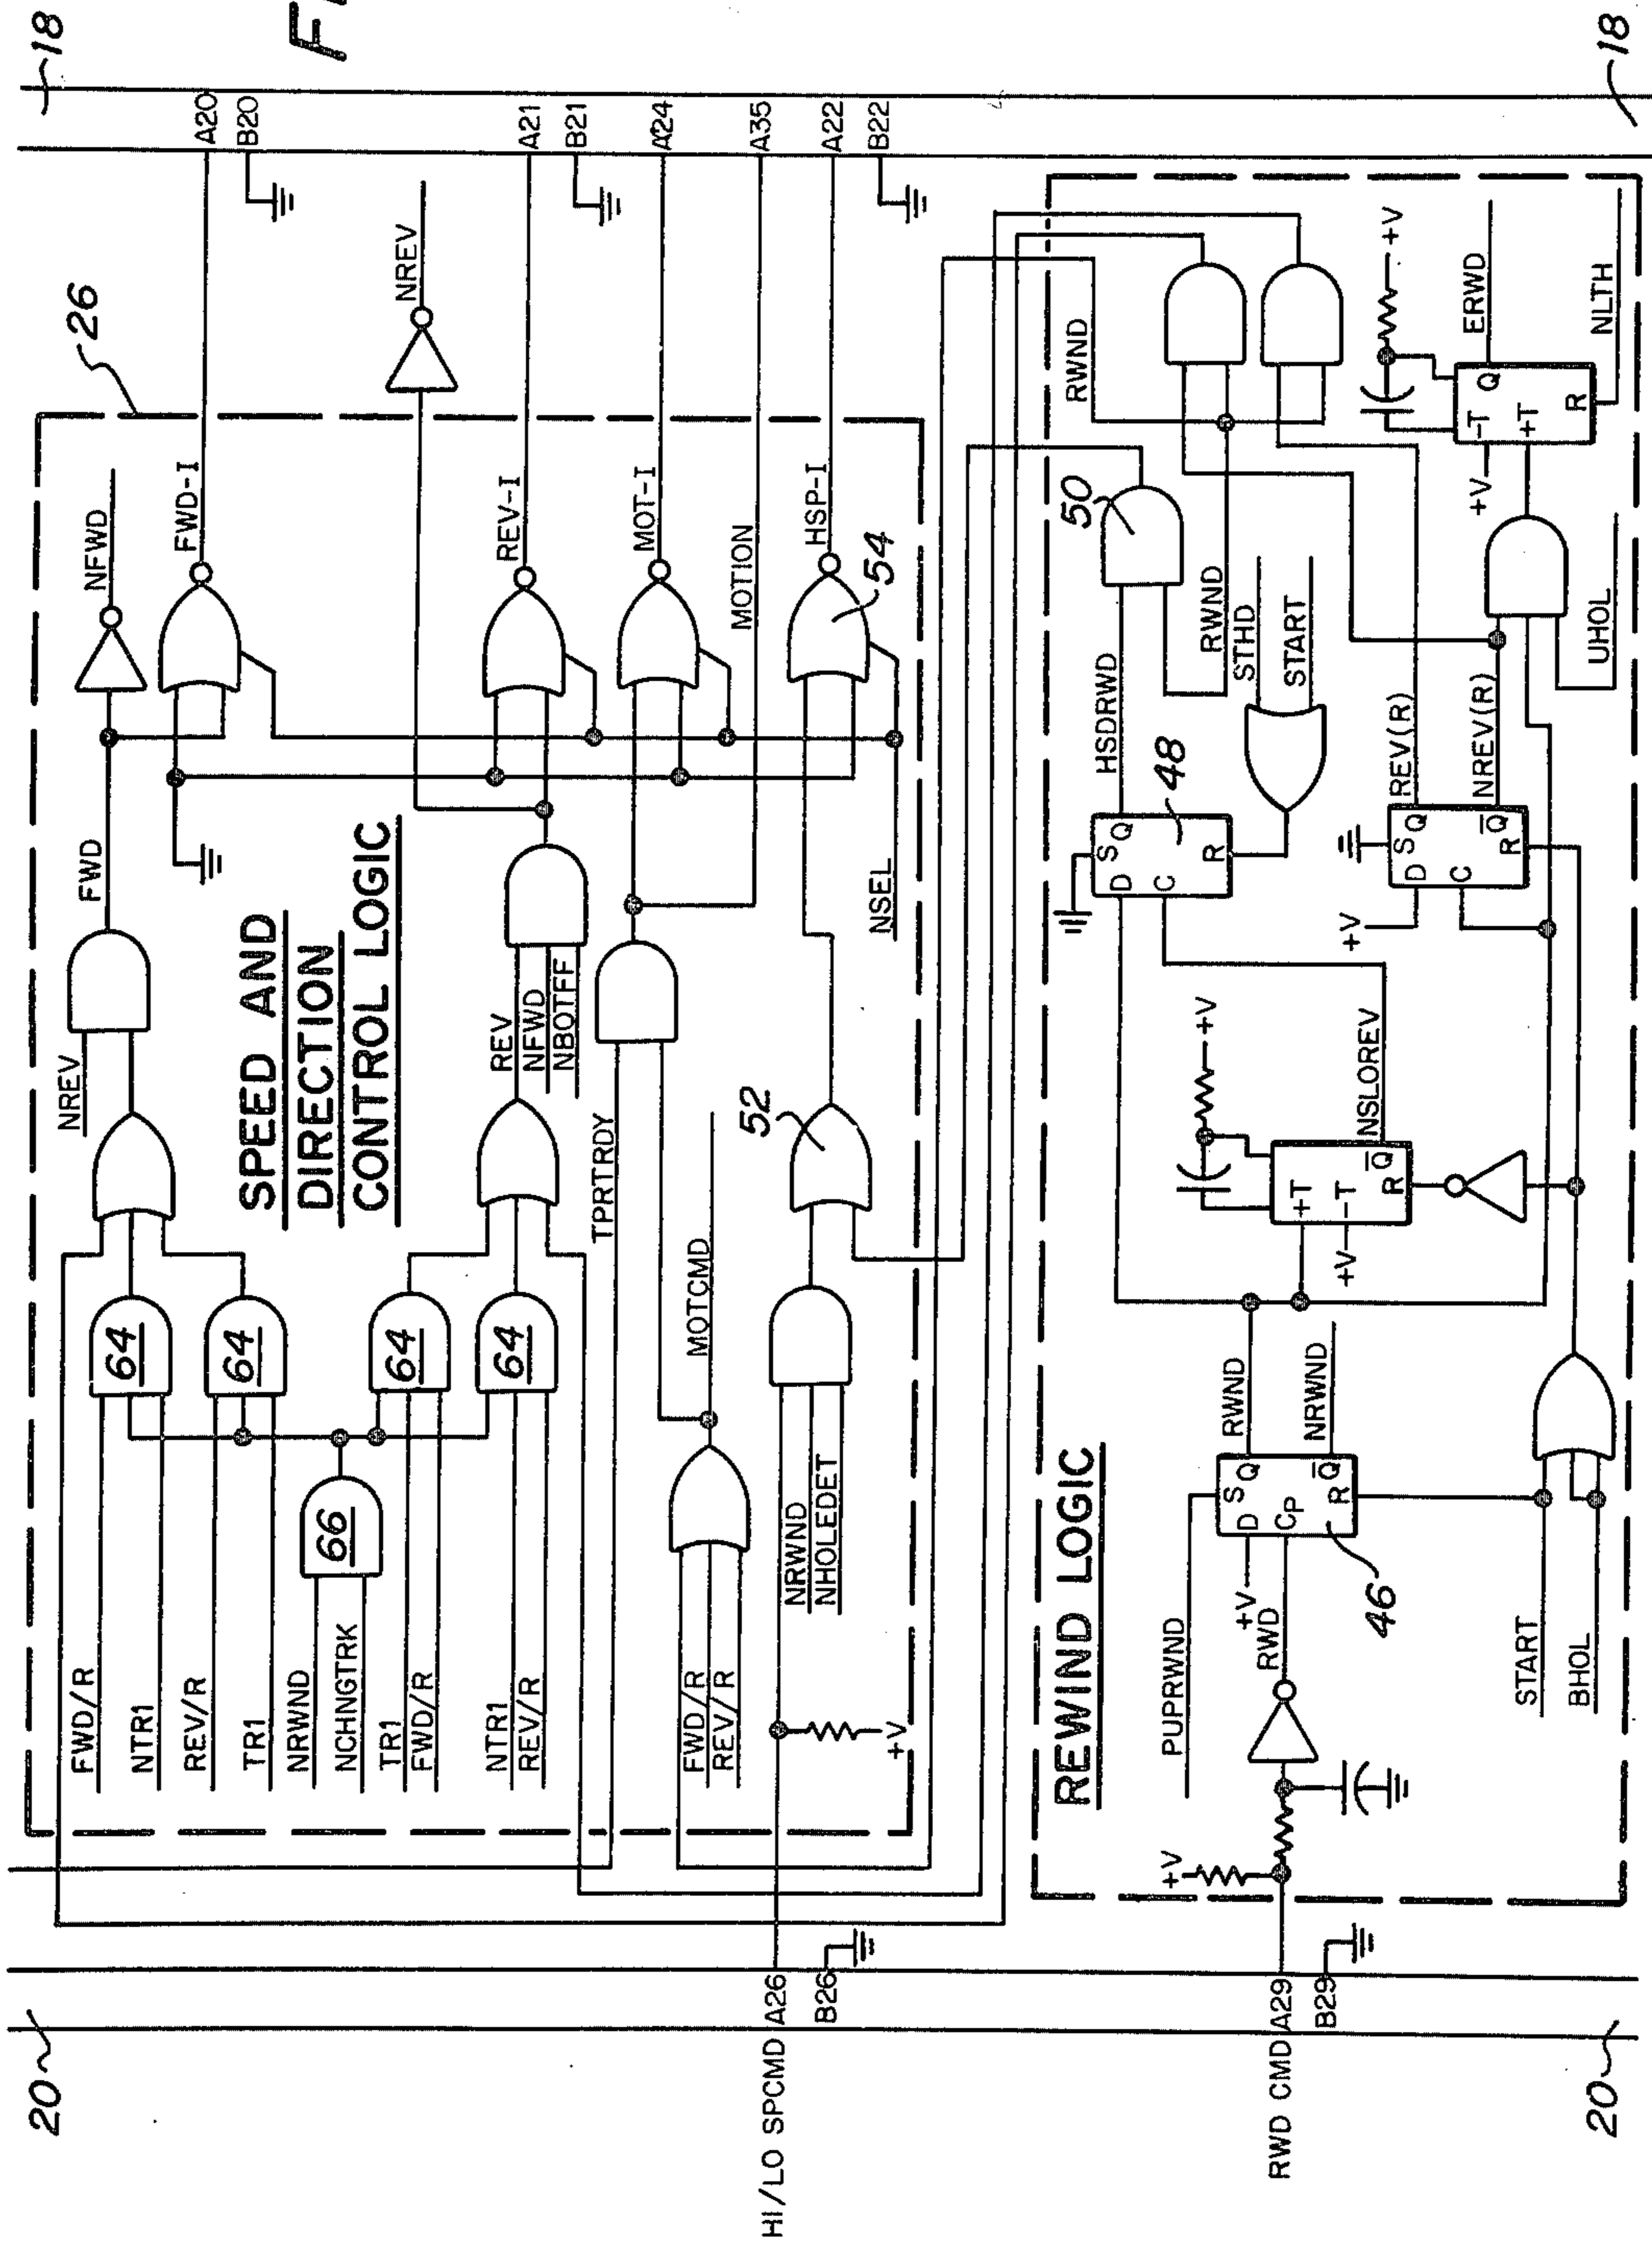 18
FI
A20
B20
A21
B21
A24
A35
A22
B22
18
26
NFWD
FWD-I
NREV
REV-I
MOT-I
MOTION
HSP-I
54
FWD
NREV
SPEED AND
DIRECTION
CONTROL LOGIC
REV
NFWD
NBOTFF
NSEL
TPRTRDY
MOTCMD
52
64
64
64
64
66
FWD/R
NTR1
REV/R
TR1
NRWND
NCHNGTRK
TR1
FWD/R
NTR1
REV/R
FWD/R
REV/R
NRWND
NHOLEDET
+V
20
HI/LO SPCMD
A26
B26
RWD CMD
A29
B29
20
REWIND LOGIC
RWND
50
HSDRWD
RWND
STHD
START
48
S
D
Q
C
R
+V
-T
Q
+T
R
+V
ERWD
NLTH
UHOL
REV(R)
NREV(R)
S
D
Q
C
Q
R
+V
+V
NSLOREV
+T
-T
Q
R
+V
RWND
NRWND
S
D
Q
CP
Q
R
46
PUPRWND
+V
RWD
START
BHOL
+V